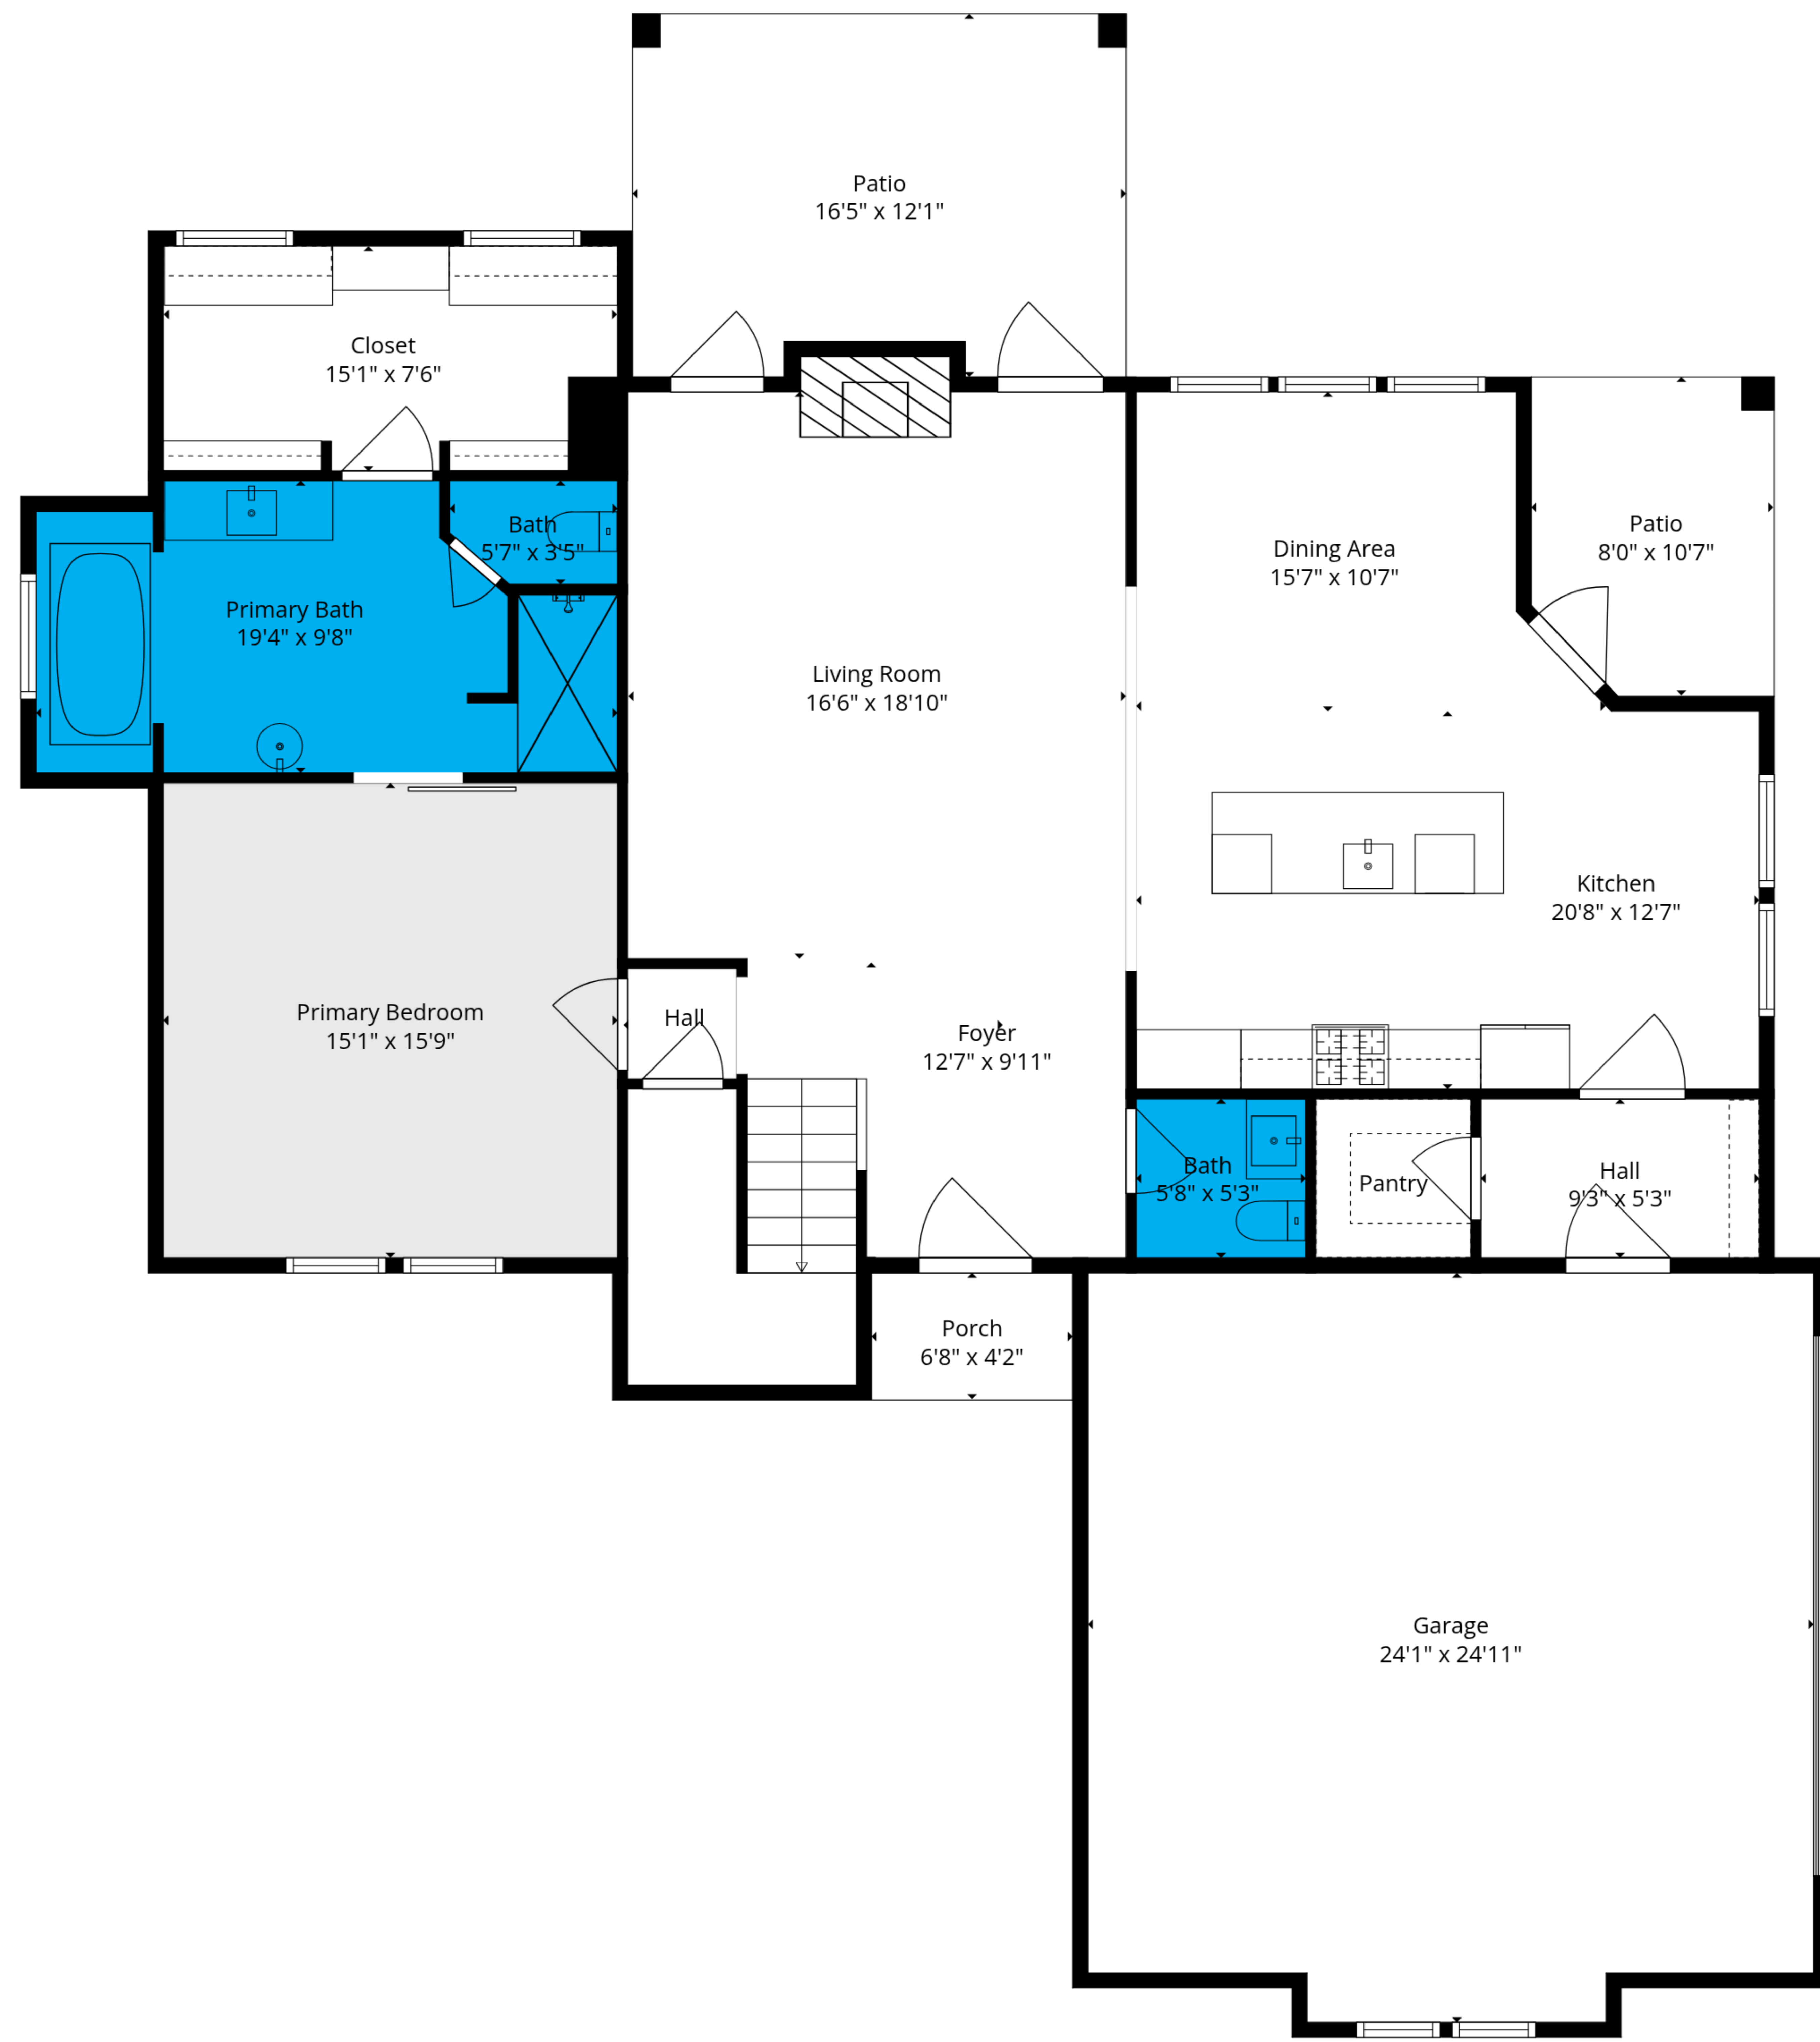 Patio
16'5" x 12'1"
Closet
15'1" x 7'6"
Bath
5'7" x 3'5"
Patio
8'0" x 10'7"
Dining Area
15'7" x 10'7"
Primary Bath
19'4" x 9'8"
Living Room
16'6" x 18'10"
Kitchen
20'8" x 12'7"
Primary Bedroom
15'1" x 15'9"
Hall
Foyer
12'7" x 9'11"
Bath
5'8" x 5'3"
Pantry
Hall
9'3" x 5'3"
Porch
6'8" x 4'2"
Garage
24'1" x 24'11"